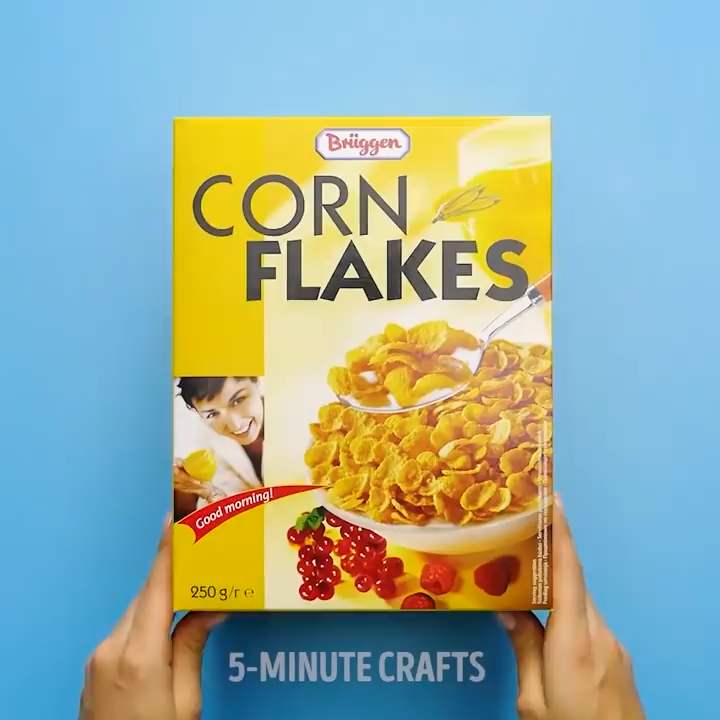 Brüggen
CORN
FLAKES
Good morning!
250 g/г e
5-MINUTE CRAFTS